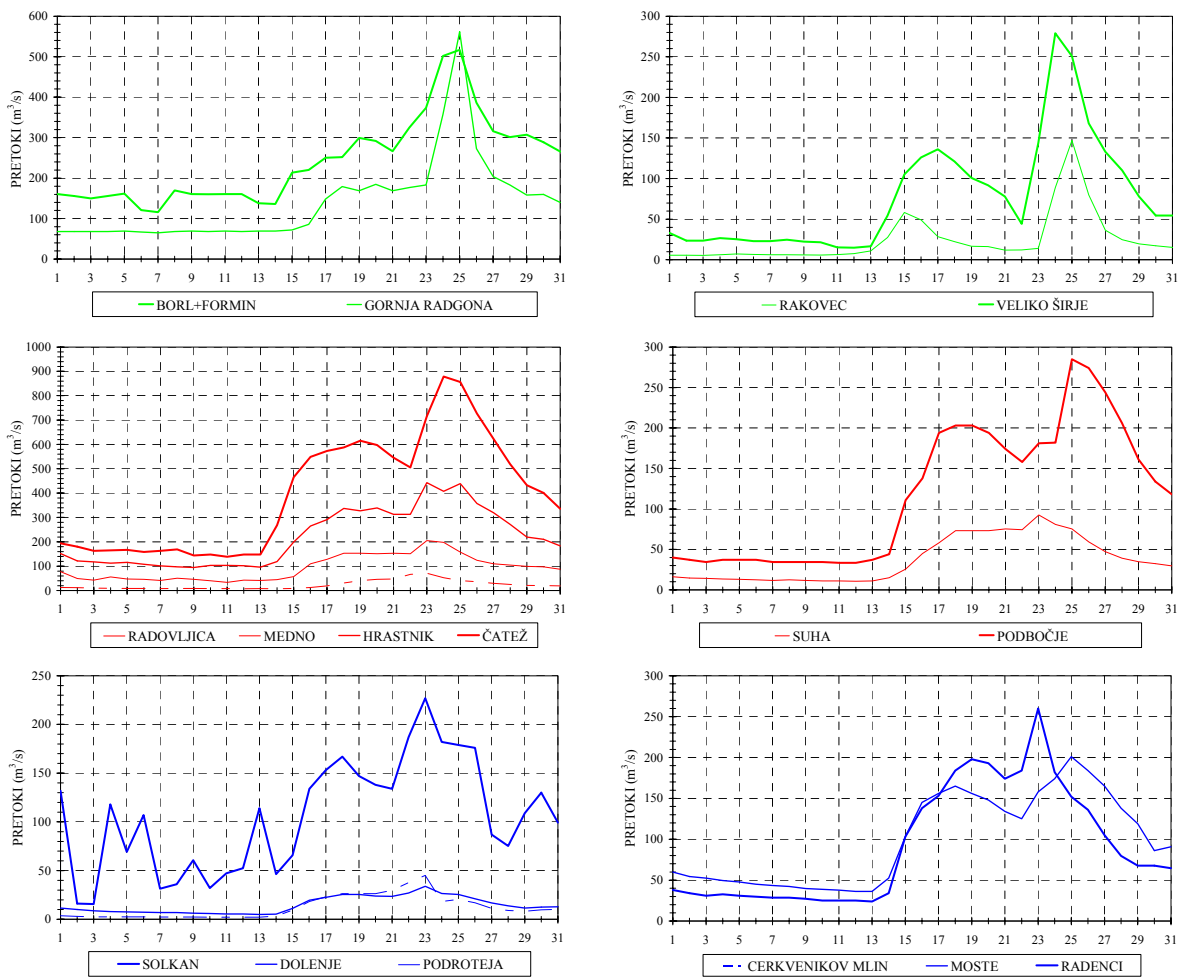 PRETOKI (m³/s)
600
500
400
300
200
100
0
1 3 5 7 9 11 13 15 17 19 21 23 25 27 29 31
BORL+FORMIN GORNJA RADGONA
PRETOKI (m³/s)
300
250
200
150
100
50
0
1 3 5 7 9 11 13 15 17 19 21 23 25 27 29 31
RAKOVEC VELIKO ŠIRJE
PRETOKI (m³/s)
1000
900
800
700
600
500
400
300
200
100
0
1 3 5 7 9 11 13 15 17 19 21 23 25 27 29 31
RADOVLJICA MEDNO HRASTNIK ČATEŽ
PRETOKI (m³/s)
300
250
200
150
100
50
0
1 3 5 7 9 11 13 15 17 19 21 23 25 27 29 31
SUHA PODBOČJE
PRETOKI (m³/s)
250
200
150
100
50
0
1 3 5 7 9 11 13 15 17 19 21 23 25 27 29 31
SOLKAN DOLENJE PODROTEJA
PRETOKI (m³/s)
300
250
200
150
100
50
0
1 3 5 7 9 11 13 15 17 19 21 23 25 27 29 31
CERKVENIKOV MLIN MOSTE RADENCI